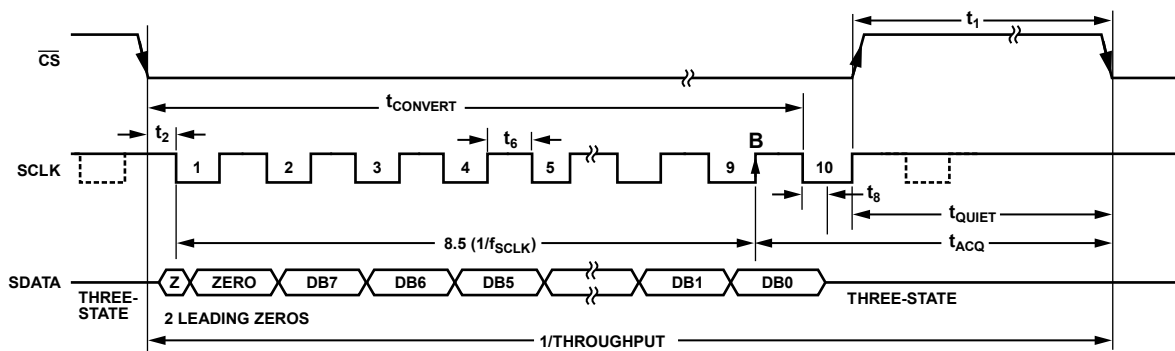 t1
CS
tCONVERT
t2
t6
B
SCLK
1
2
3
4
5
9
10
t8
tQUIET
8.5 (1/fSCLK)
tACQ
SDATA
Z
ZERO
DB7
DB6
DB5
DB1
DB0
THREE-
STATE
THREE-STATE
2 LEADING ZEROS
1/THROUGHPUT